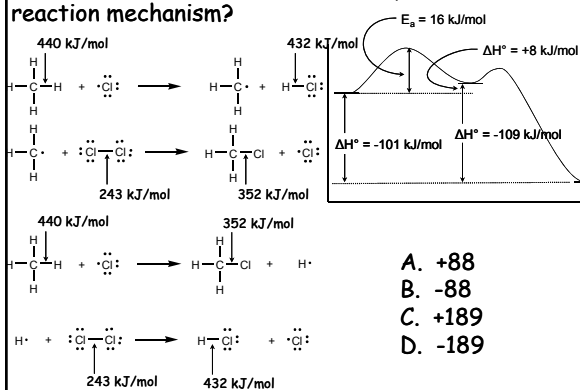 reaction mechanism?
440 kJ/mol
432 kJ/mol
H
H–C–H + ·Cl: → H–C· + H–Cl:
H
H
H–C· + :Cl–Cl: → H–C–Cl + ·Cl:
H
243 kJ/mol
352 kJ/mol
Ea = 16 kJ/mol
ΔH° = +8 kJ/mol
ΔH° = -101 kJ/mol
ΔH° = -109 kJ/mol
440 kJ/mol
352 kJ/mol
H
H–C–H + ·Cl: → H–C–Cl + H·
H
H· + :Cl–Cl: → H–Cl: + ·Cl:
243 kJ/mol
432 kJ/mol
A. +88
B. -88
C. +189
D. -189